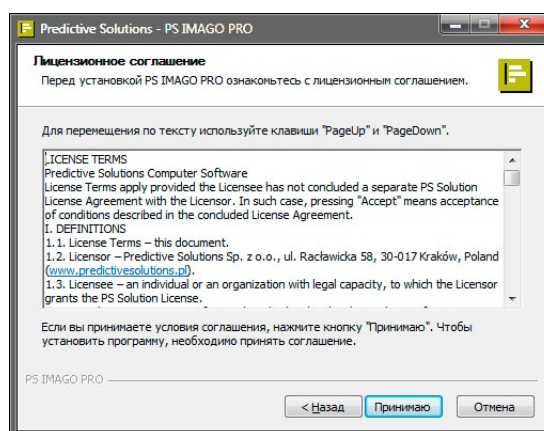 Predictive Solutions - PS IMAGO PRO
Лицензионное соглашение
Перед установкой PS IMAGO PRO ознакомьтесь с лицензионным соглашением.
Для перемещения по тексту используйте клавиши "PageUp" и "PageDown".
LICENSE TERMS
Predictive Solutions Computer Software
License Terms apply provided the Licensee has not concluded a separate PS Solution
License Agreement with the Licensor. In such case, pressing "Accept" means acceptance
of conditions described in the concluded License Agreement.
I. DEFINITIONS
1.1. License Terms – this document.
1.2. Licensor – Predictive Solutions Sp. z o.o., ul. Racławicka 58, 30-017 Kraków, Poland
(www.predictivesolutions.pl).
1.3. Licensee – an individual or an organization with legal capacity, to which the Licensor
grants the PS Solution License.
Если вы принимаете условия соглашения, нажмите кнопку "Принимаю". Чтобы
установить программу, необходимо принять соглашение.
PS IMAGO PRO
< Назад Принимаю Отмена